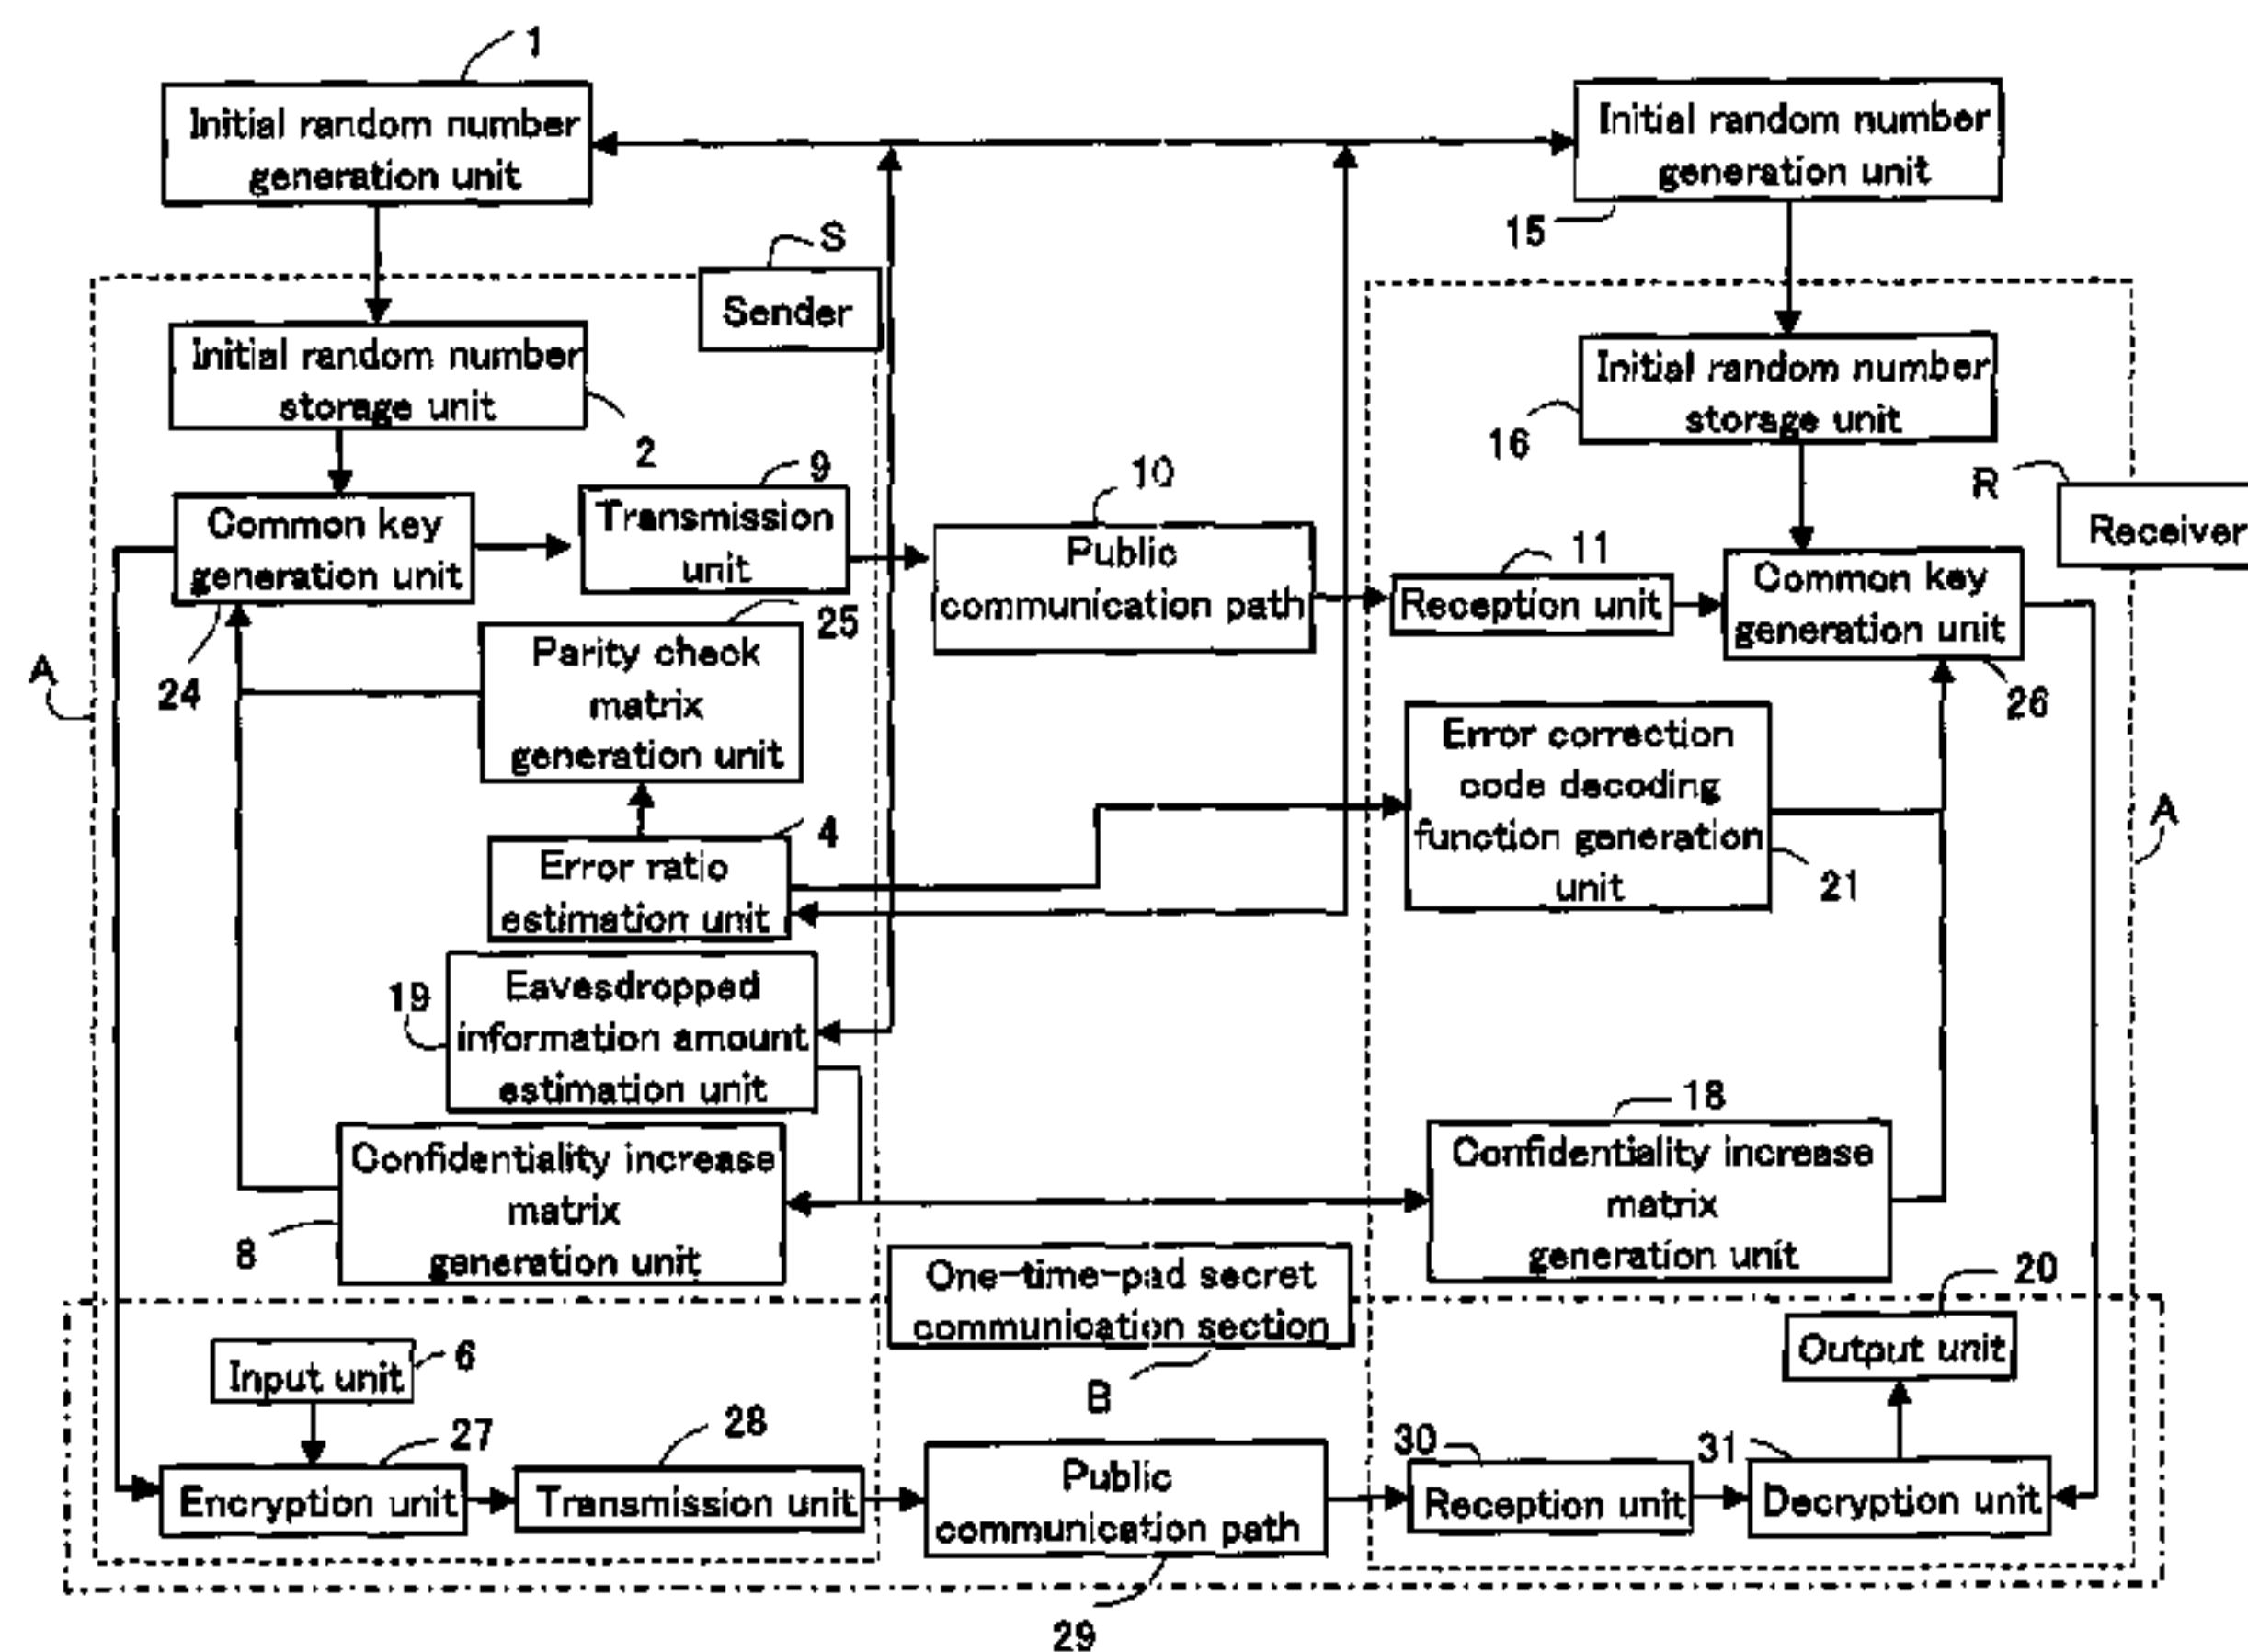 1
Initial random number
generation unit
Initial random number
generation unit
15
S
Sender
Initial random number
storage unit
2
Initial random number
storage unit
16
R
Receiver
9
Common key
generation unit
24
Transmission
unit
10
Public
communication path
11
Reception unit
Common key
generation unit
26
25
Parity check
matrix
generation unit
A
Error correction
code decoding
function generation
unit
21
A
4
Error ratio
estimation unit
19
Eavesdropped
information amount
estimation unit
Confidentiality increase
matrix
generation unit
8
18
Confidentiality increase
matrix
generation unit
One-time-pad secret
communication section
B
20
Output unit
Input unit
6
27
Encryption unit
28
Transmission unit
Public
communication path
29
30
Reception unit
31
Decryption unit